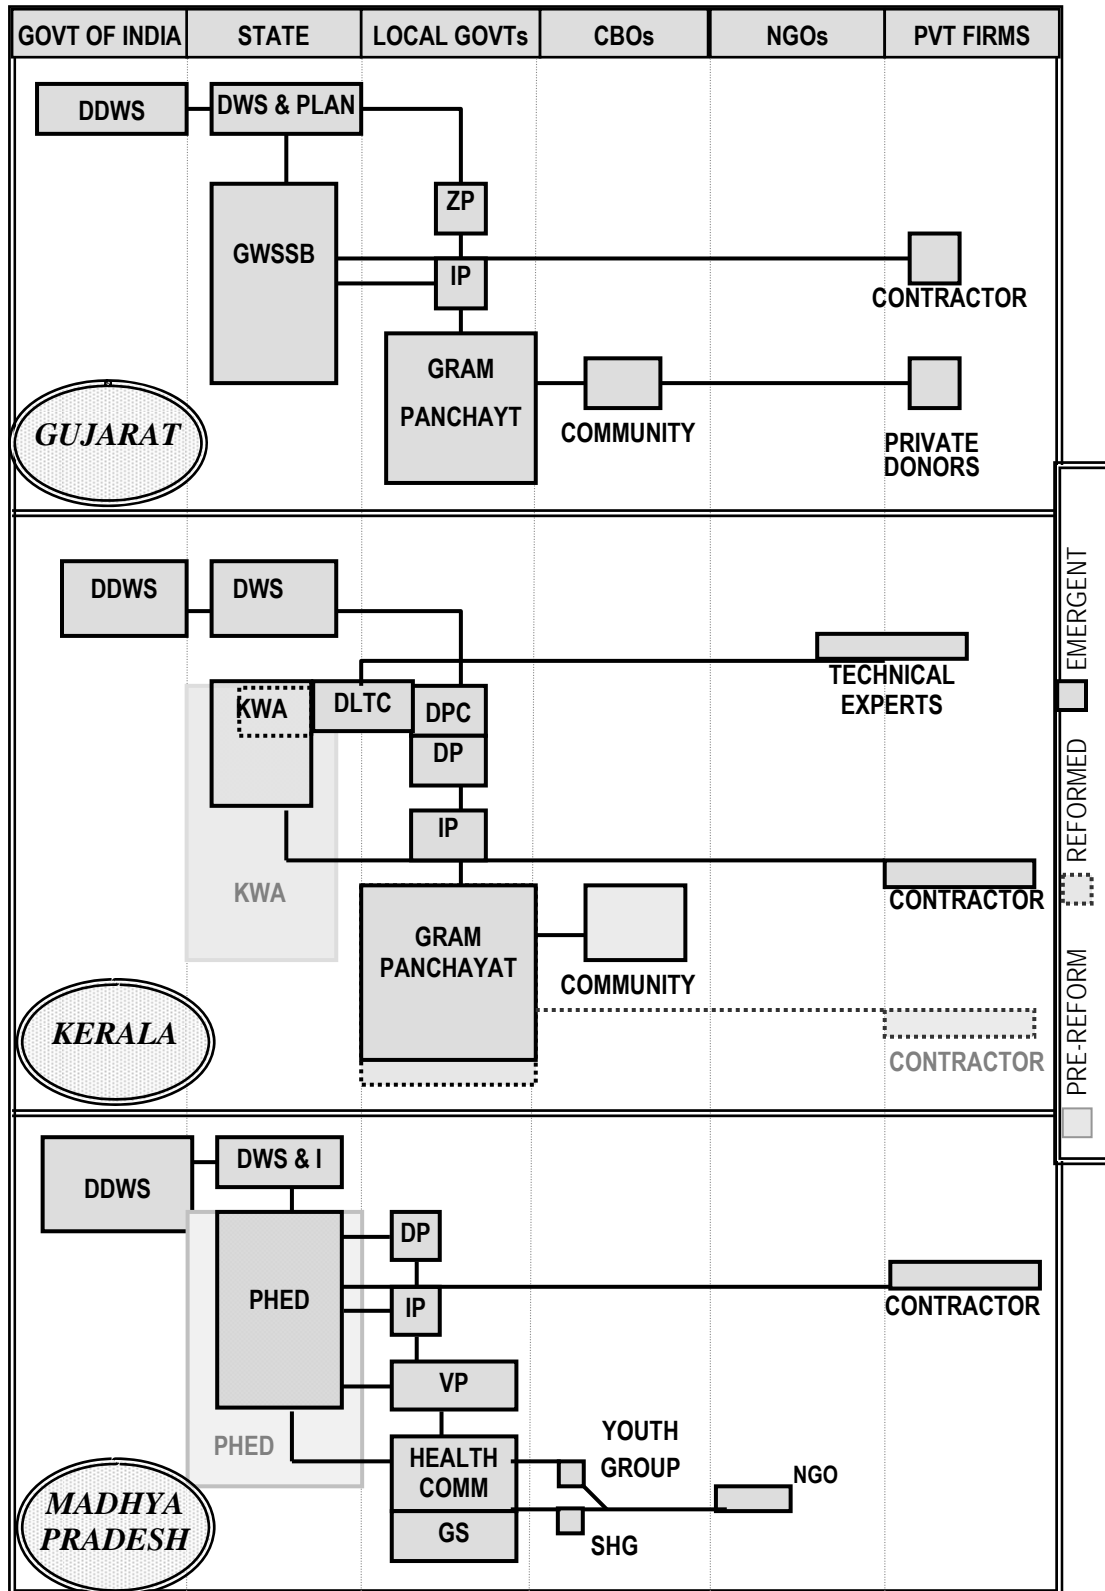 GOVT OF INDIA STATE LOCAL GOVTs CBOs NGOs PVT FIRMS
DDWS
DWS & PLAN
ZP
GWSSB
IP
CONTRACTOR
GRAM
PANCHAYT
COMMUNITY
PRIVATE
DONORS
GUJARAT
DDWS
DWS
TECHNICAL
EXPERTS
KWA
DLTC
DPC
DP
IP
KWA
CONTRACTOR
GRAM
PANCHAYAT
COMMUNITY
CONTRACTOR
KERALA
DDWS
DWS & I
DP
PHED
IP
CONTRACTOR
VP
PHED
HEALTH
COMM
GS
YOUTH
GROUP
SHG
NGO
MADHYA
PRADESH
PRE-REFORM REFORMED EMERGENT